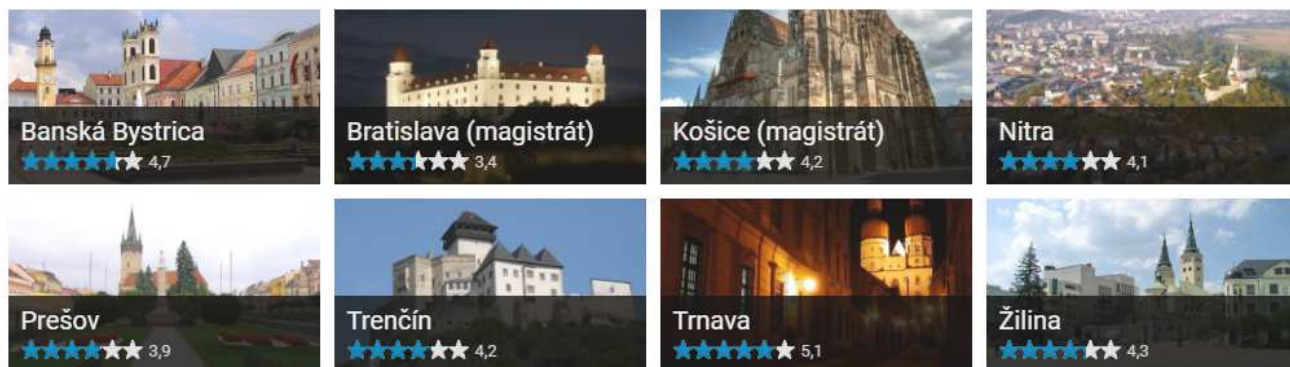 Banská Bystrica
4,7
Bratislava (magistrát)
3,4
Košice (magistrát)
4,2
Nitra
4,1
Prešov
3,9
Trenčín
4,2
Trnava
5,1
Žilina
4,3